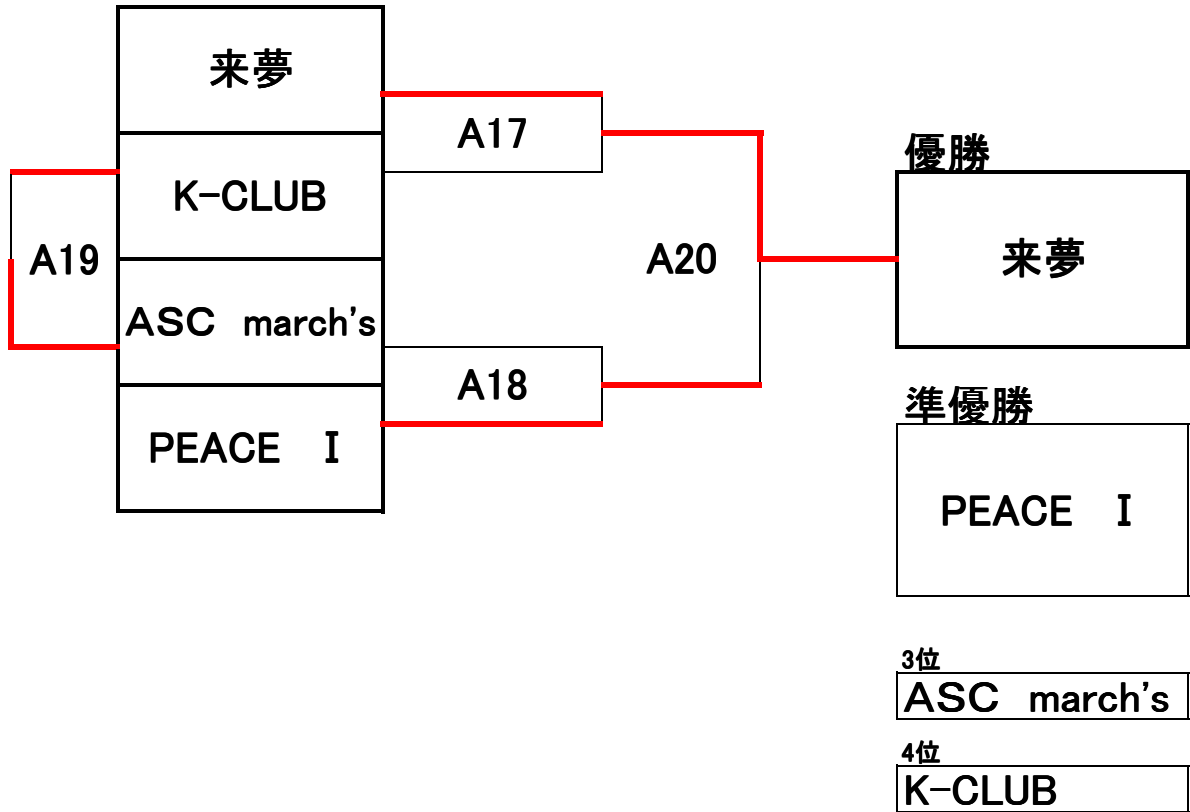 来夢
A17
優勝
K-CLUB
A19
A20
来夢
ASC　march's
A18
準優勝
PEACE　Ⅰ
PEACE　Ⅰ
3位
ASC　march's
4位
K-CLUB